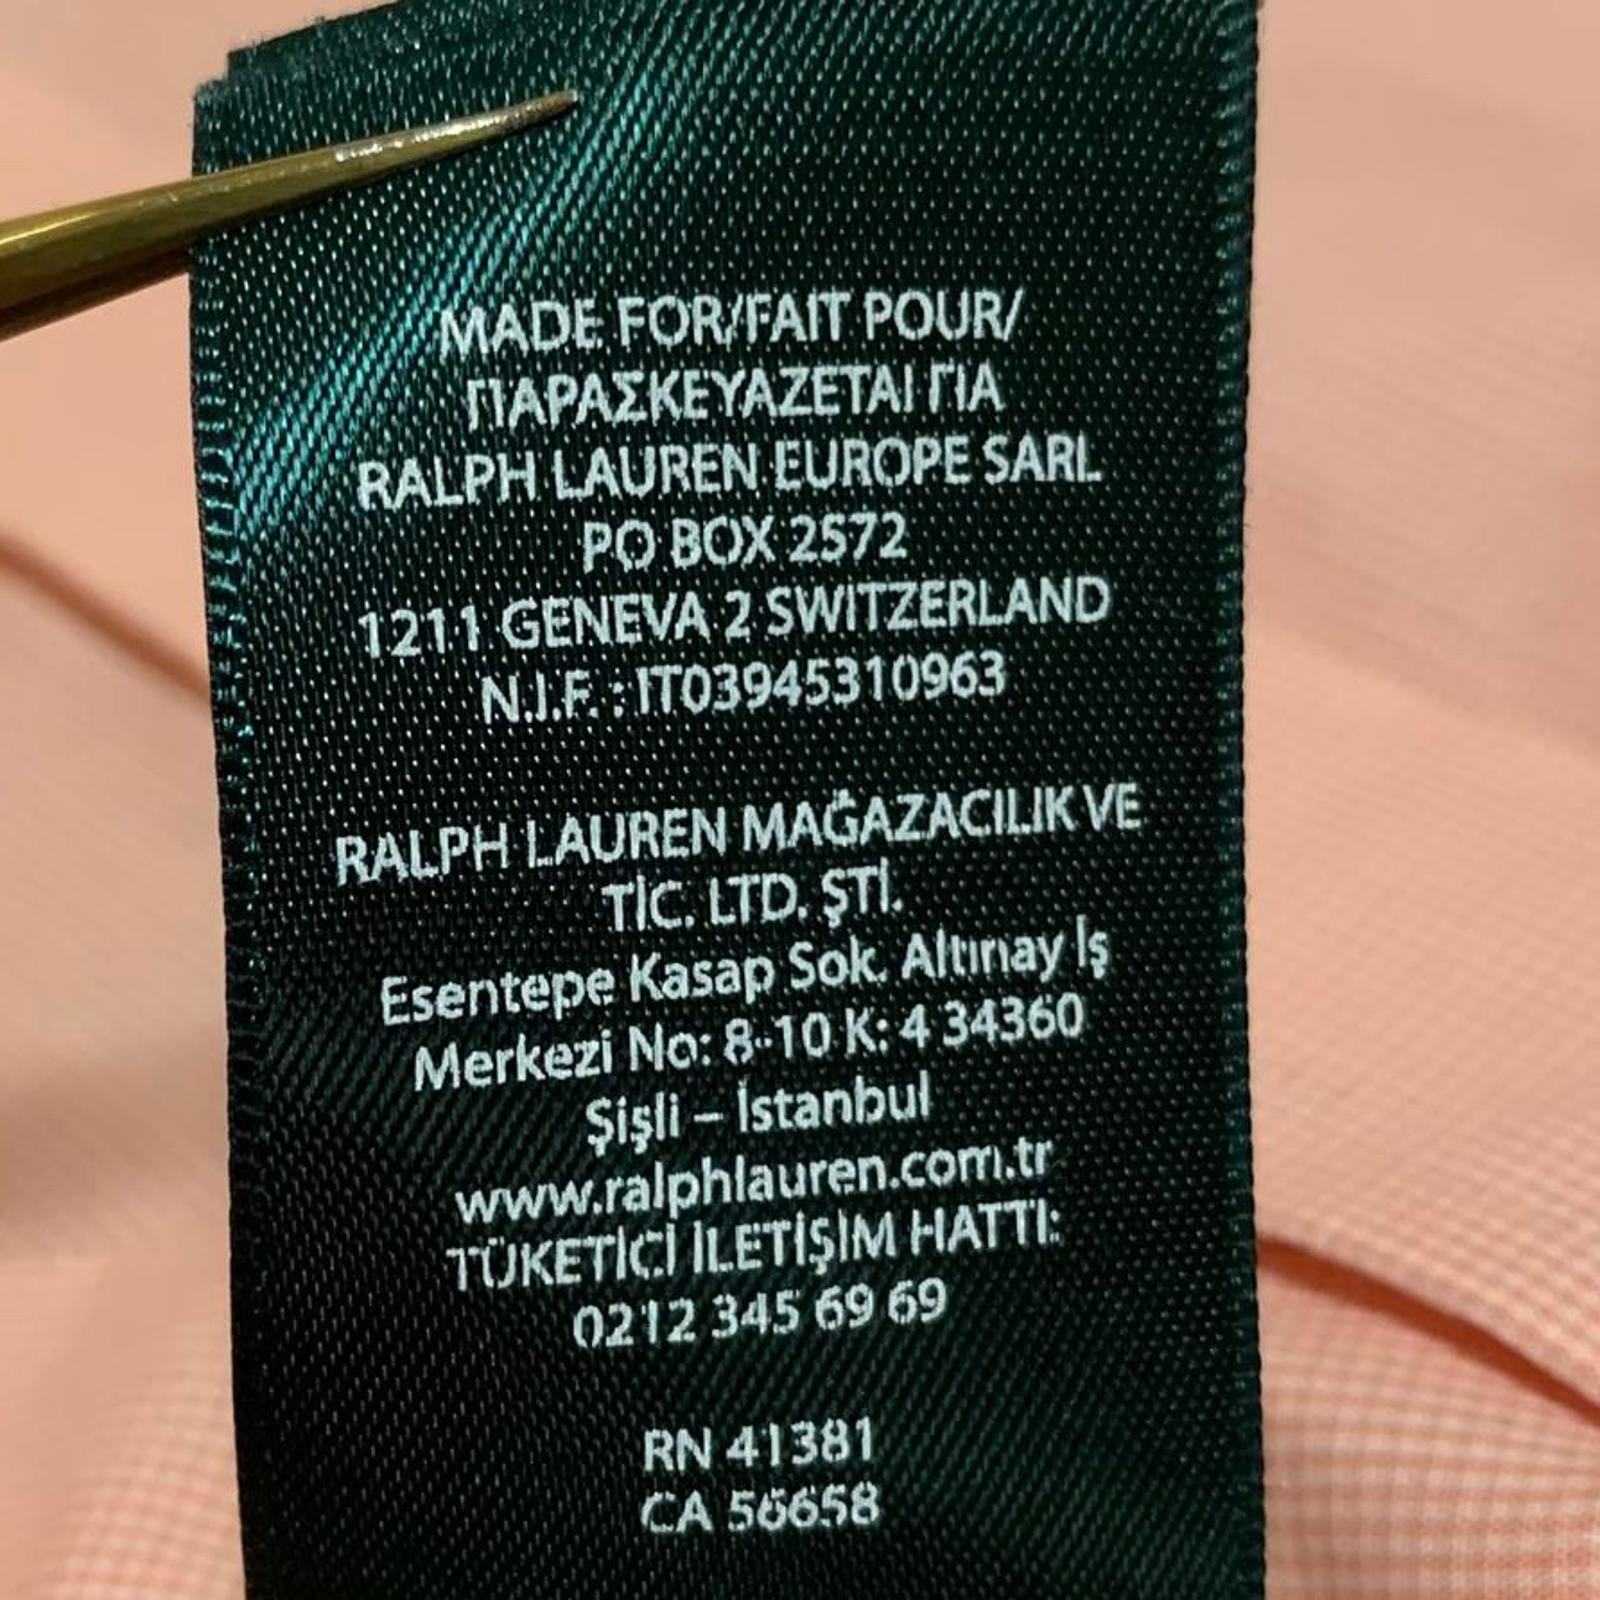 MADE FOR/FAIT POUR/
ΠΑΡΑΣΚΕΥΑΖΕΤΑΙ ΓΙΑ
RALPH LAUREN EUROPE SARL
PO BOX 2572
1211 GENEVA 2 SWITZERLAND
N.I.F. : IT03945310963
RALPH LAUREN MAĞAZACILIK VE
TİC. LTD. ŞTİ.
Esentepe Kasap Sok. Altınay İş
Merkezi No: 8-10 K: 4 34360
Şişli – İstanbul
www.ralphlauren.com.tr
TÜKETİCİ İLETİŞİM HATTI:
0212 345 69 69
RN 41381
CA 56658